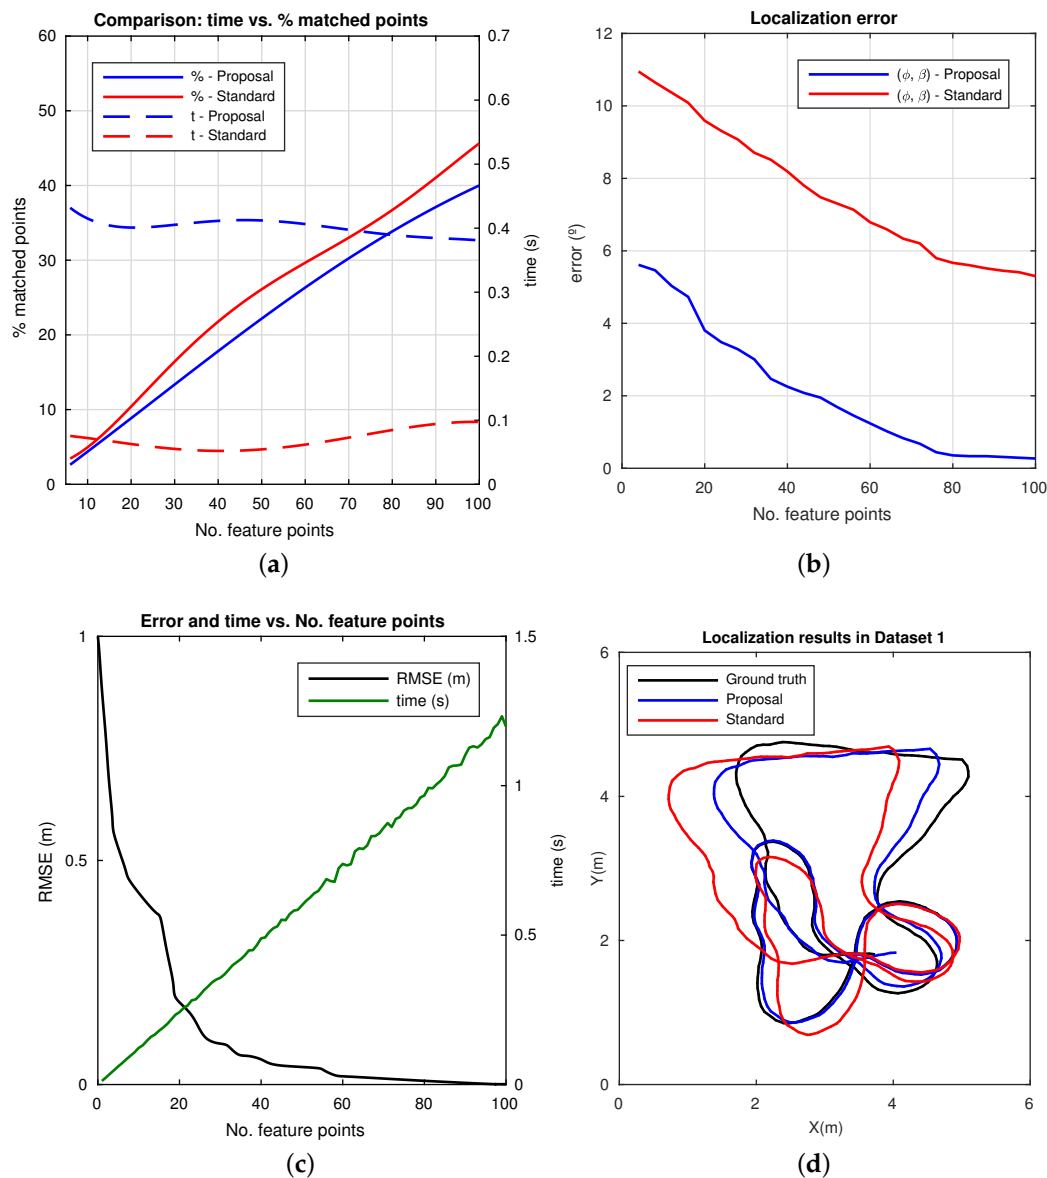 Comparison: time vs. % matched points
60
50
40
30
20
10
0
% matched points
0.7
0.6
0.5
0.4
0.3
0.2
0.1
0
time (s)
% - Proposal
% - Standard
t - Proposal
t - Standard
10 20 30 40 50 60 70 80 90 100
No. feature points
(a)
Localization error
12
10
8
6
4
2
0
error (º)
(ϕ, β) - Proposal
(ϕ, β) - Standard
0 20 40 60 80 100
No. feature points
(b)
Error and time vs. No. feature points
1
0.5
0
RMSE (m)
1.5
1
0.5
0
time (s)
RMSE (m)
time (s)
0 20 40 60 80 100
No. feature points
(c)
Localization results in Dataset 1
6
4
2
0
Y(m)
Ground truth
Proposal
Standard
0 2 4 6
X(m)
(d)